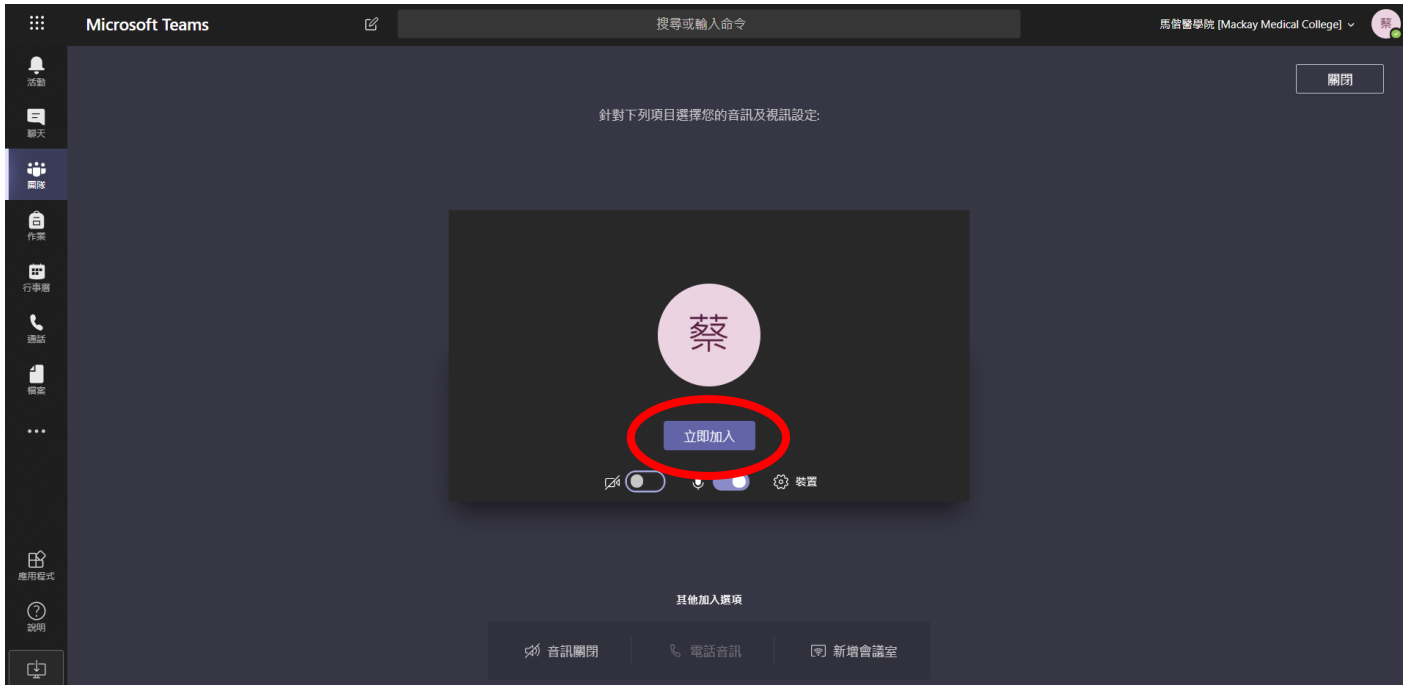 Microsoft Teams
搜尋或輸入命令
馬偕醫學院 [Mackay Medical College]
蔡
活動
聊天
團隊
作業
行事曆
通話
檔案
應用程式
說明
關閉
針對下列項目選擇您的音訊及視訊設定:
蔡
立即加入
裝置
其他加入選項
音訊關閉
電話音訊
新增會議室